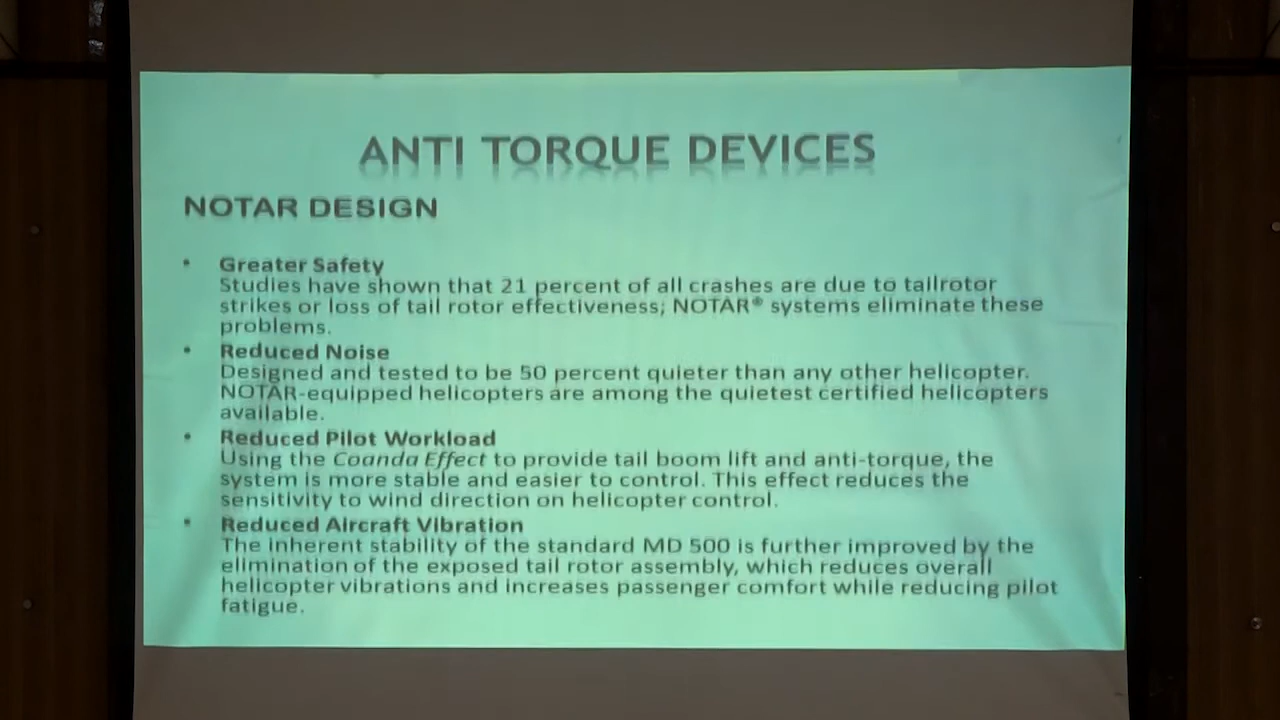 ANTI TORQUE DEVICES
NOTAR DESIGN
• Greater Safety
Studies have shown that 21 percent of all crashes are due to tailrotor
strikes or loss of tail rotor effectiveness; NOTAR® systems eliminate these
problems.
• Reduced Noise
Designed and tested to be 50 percent quieter than any other helicopter.
NOTAR-equipped helicopters are among the quietest certified helicopters
available.
• Reduced Pilot Workload
Using the Coanda Effect to provide tail boom lift and anti-torque, the
system is more stable and easier to control. This effect reduces the
sensitivity to wind direction on helicopter control.
• Reduced Aircraft Vibration
The inherent stability of the standard MD 500 is further improved by the
elimination of the exposed tail rotor assembly, which reduces overall
helicopter vibrations and increases passenger comfort while reducing pilot
fatigue.